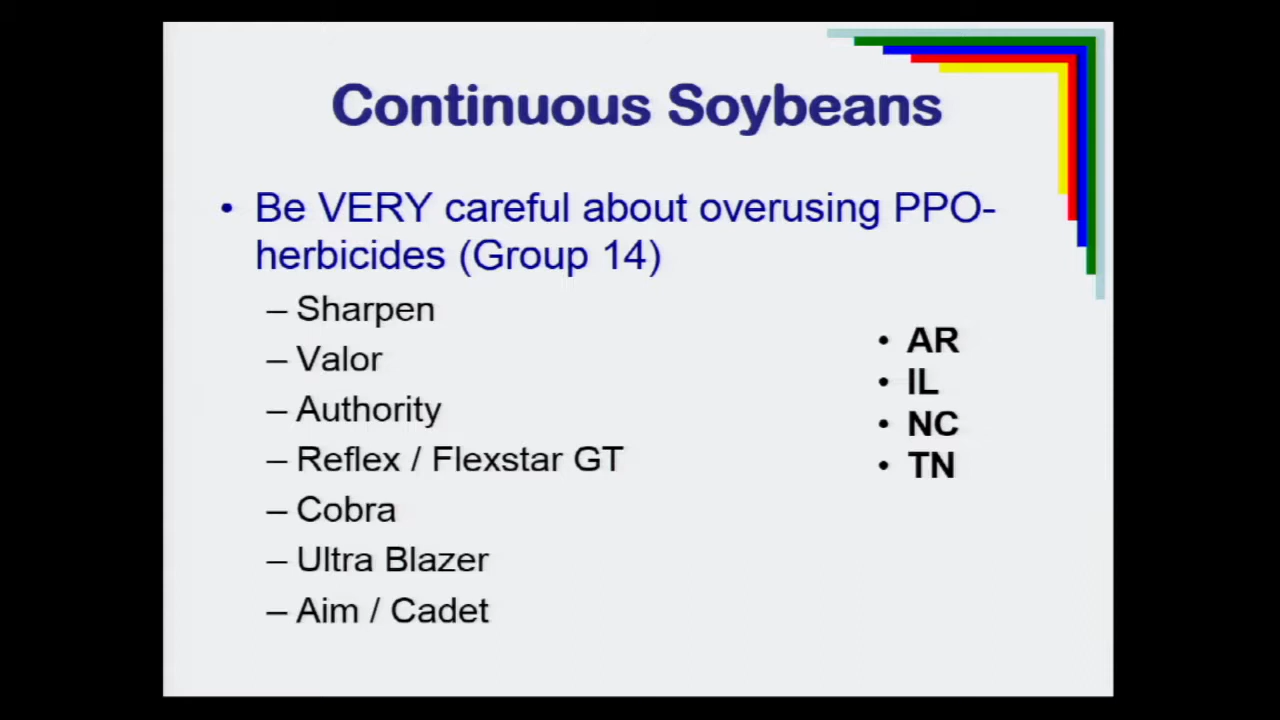 Continuous Soybeans
• Be VERY careful about overusing PPO-
herbicides (Group 14)
– Sharpen
– Valor
– Authority
– Reflex / Flexstar GT
– Cobra
– Ultra Blazer
– Aim / Cadet
• AR
• IL
• NC
• TN